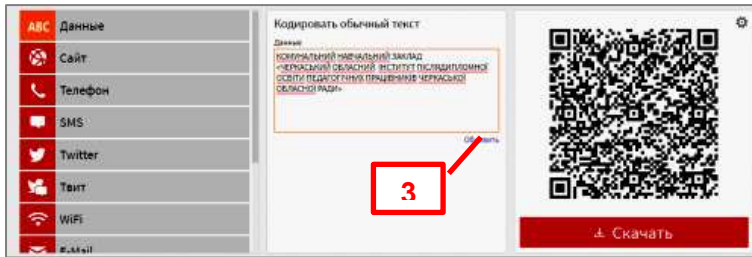 ABC Данные
Сайт
Телефон
SMS
Twitter
Твит
WiFi
E-Mail
Кодировать обычный текст
Данные
КОМУНАЛЬНИЙ НАВЧАЛЬНИЙ ЗАКЛАД
«ЧЕРКАСЬКИЙ ОБЛАСНИЙ ІНСТИТУТ ПІСЛЯДИПЛОМНОЇ
ОСВІТИ ПЕДАГОГІЧНИХ ПРАЦІВНИКІВ ЧЕРКАСЬКОЇ
ОБЛАСНОЇ РАДИ»
Обновить
3
Скачать